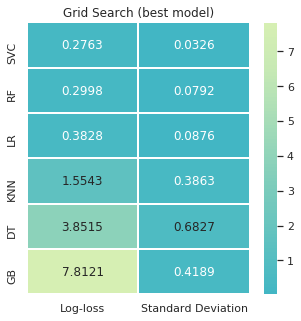 Grid Search (best model)
SVC 0.2763 0.0326
RF 0.2998 0.0792
LR 0.3828 0.0876
KNN 1.5543 0.3863
DT 3.8515 0.6827
GB 7.8121 0.4189
Log-loss Standard Deviation
7
6
5
4
3
2
1